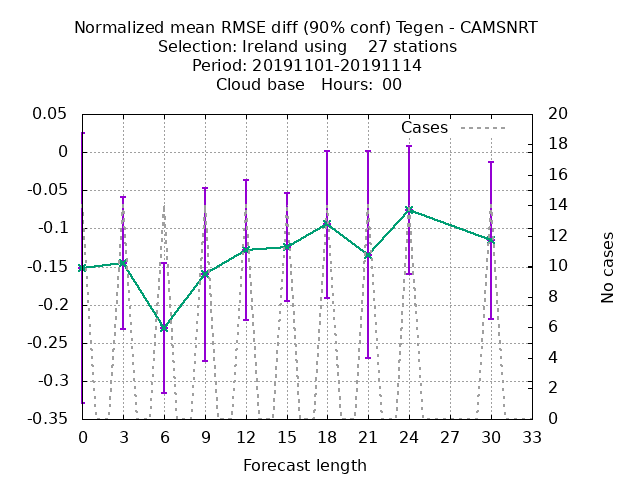 Normalized mean RMSE diff (90% conf) Tegen - CAMSNRT
Selection: Ireland using    27 stations
Period: 20191101-20191114
Cloud base   Hours: 00
Cases
0.05
0
-0.05
-0.1
-0.15
-0.2
-0.25
-0.3
-0.35
20
18
16
14
12
10
8
6
4
2
0
No cases
0 3 6 9 12 15 18 21 24 27 30 33
Forecast length